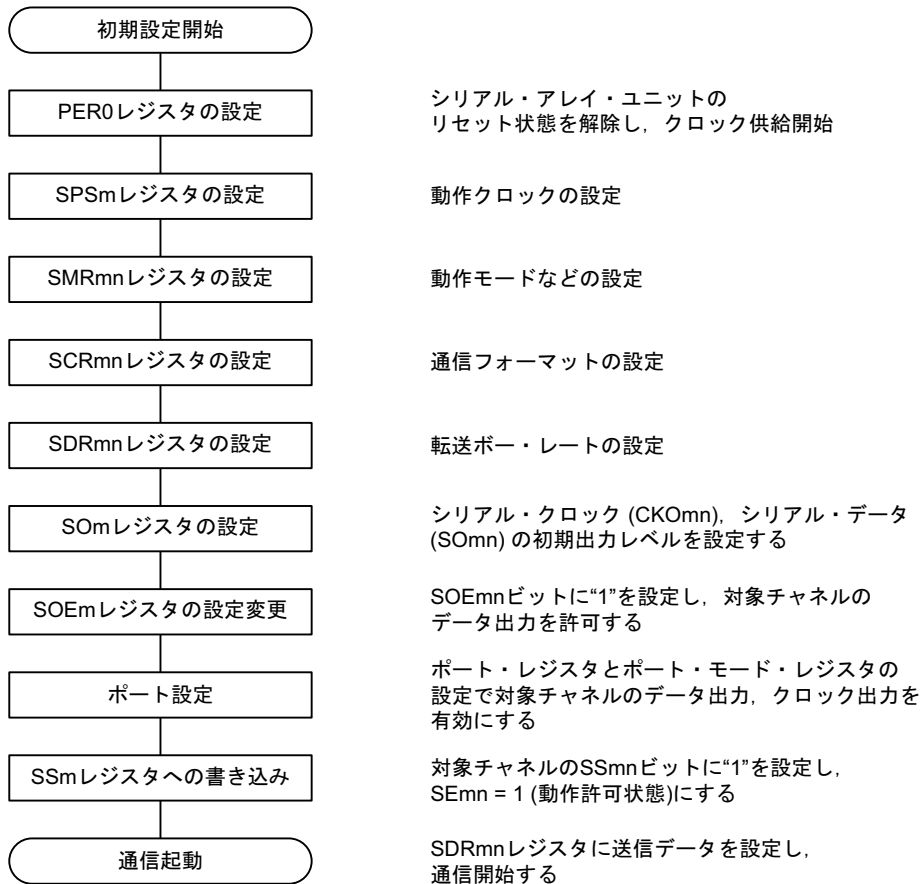 初期設定開始
PER0レジスタの設定
シリアル・アレイ・ユニットの
リセット状態を解除し，クロック供給開始
SPSmレジスタの設定
動作クロックの設定
SMRmnレジスタの設定
動作モードなどの設定
SCRmnレジスタの設定
通信フォーマットの設定
SDRmnレジスタの設定
転送ボー・レートの設定
SOmレジスタの設定
シリアル・クロック (CKOmn)，シリアル・データ
(SOmn) の初期出力レベルを設定する
SOEmレジスタの設定変更
SOEmnビットに“1”を設定し，対象チャネルの
データ出力を許可する
ポート設定
ポート・レジスタとポート・モード・レジスタの
設定で対象チャネルのデータ出力，クロック出力を
有効にする
SSmレジスタへの書き込み
対象チャネルのSSmnビットに“1”を設定し，
SEmn = 1 (動作許可状態)にする
通信起動
SDRmnレジスタに送信データを設定し，
通信開始する